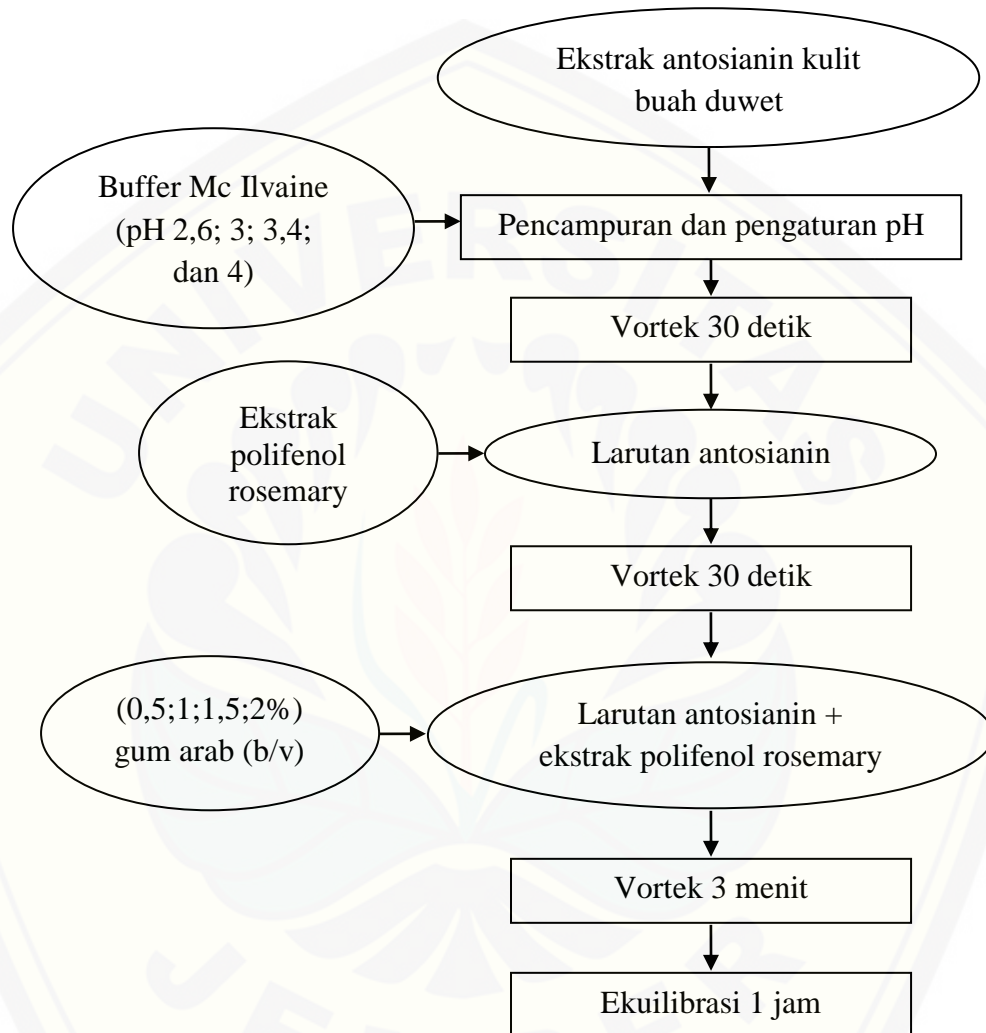 Ekstrak antosianin kulit
buah duwet
Buffer Mc Ilvaine
(pH 2,6; 3; 3,4;
dan 4)
Pencampuran dan pengaturan pH
Vortek 30 detik
Ekstrak
polifenol
rosemary
Larutan antosianin
Vortek 30 detik
(0,5;1;1,5;2%)
gum arab (b/v)
Larutan antosianin +
ekstrak polifenol rosemary
Vortek 3 menit
Ekuilibrasi 1 jam
UNIVERSITAS